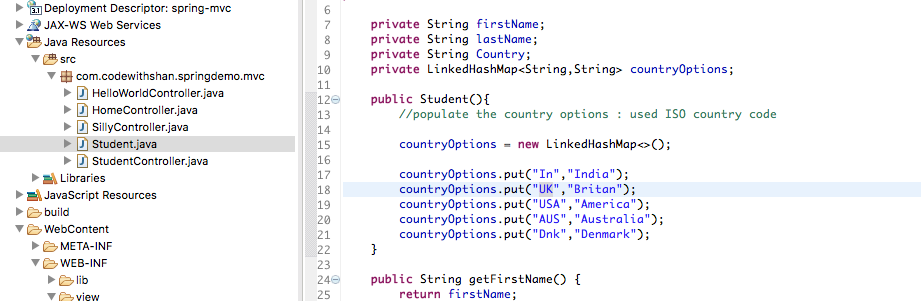 Deployment Descriptor: spring-mvc
JAX-WS Web Services
Java Resources
src
com.codewithshan.springdemo.mvc
HelloWorldController.java
HomeController.java
SillyController.java
Student.java
StudentController.java
Libraries
JavaScript Resources
build
WebContent
META-INF
WEB-INF
lib
view
6
7 private String firstName;
8 private String lastName;
9 private String Country;
10 private LinkedHashMap<String,String> countryOptions;
11
12 public Student(){
13 //populate the country options : used ISO country code
14
15 countryOptions = new LinkedHashMap<>();
16
17 countryOptions.put("In","India");
18 countryOptions.put("UK","Britan");
19 countryOptions.put("USA","America");
20 countryOptions.put("AUS","Australia");
21 countryOptions.put("Dnk","Denmark");
22 }
23
24 public String getFirstName() {
25 return firstName;